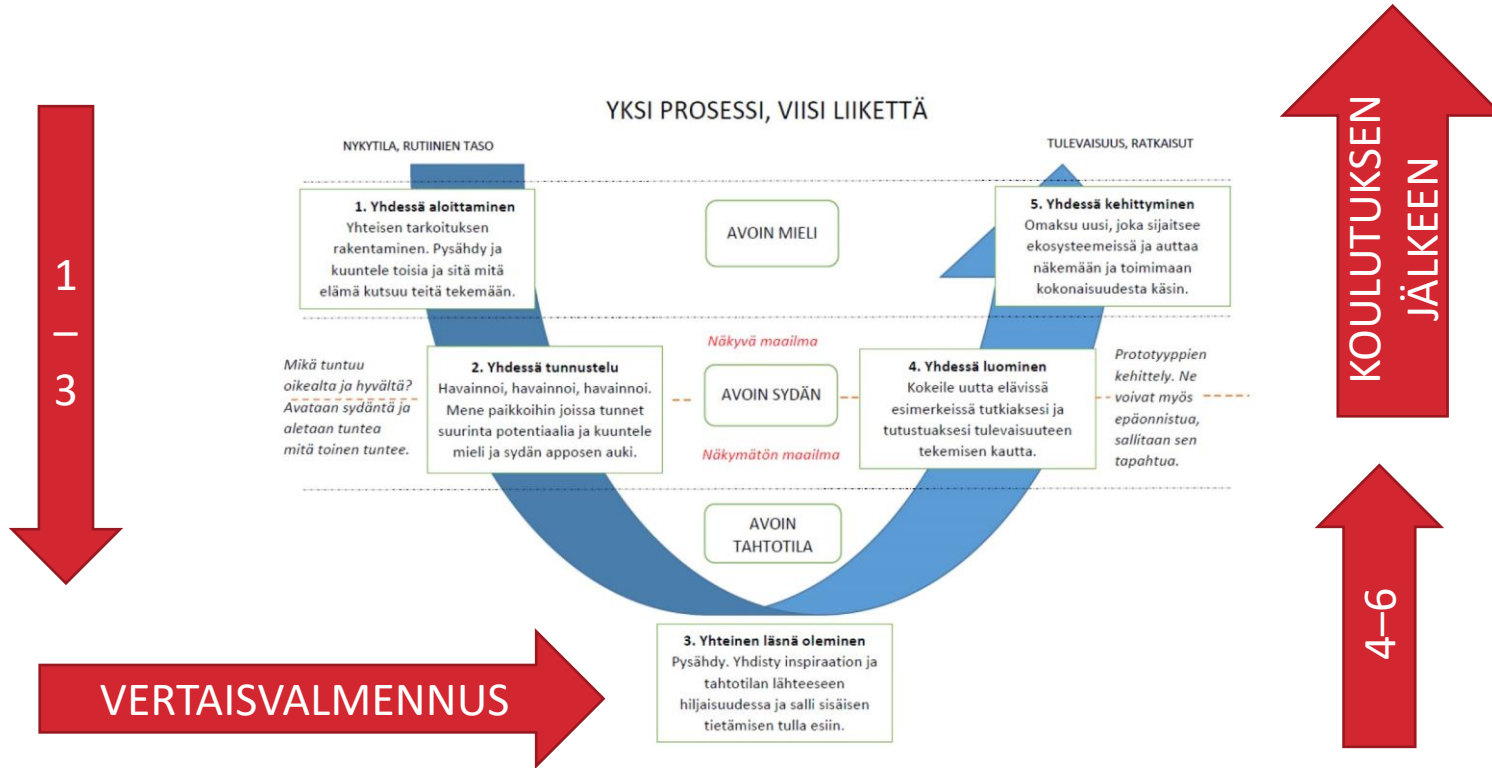 YKSI PROSESSI, VIISI LIIKETTÄ
NYKYTILA, RUTIINIEN TASO
TULEVAISUUS, RATKAISUT
1
–
3
1. Yhdessä aloittaminen
Yhteisen tarkoituksen
rakentaminen. Pysähdy ja
kuuntele toisia ja sitä mitä
elämä kutsuu teitä tekemään.
AVOIN MIELI
5. Yhdessä kehittyminen
Omaksu uusi, joka sijaitsee
ekosysteemeissä ja auttaa
näkemään ja toimimaan
kokonaisuudesta käsin.
KOULUTUKSEN
JÄLKEEN
Mikä tuntuu
oikealta ja hyvältä?
Avataan sydäntä ja
aletaan tuntea
mitä toinen tuntee.
2. Yhdessä tunnustelu
Havainnoi, havainnoi, havainnoi.
Mene paikkoihin joissa tunnet
suurinta potentiaalia ja kuuntele
mieli ja sydän apposen auki.
Näkyvä maailma
AVOIN SYDÄN
Näkymätön maailma
4. Yhdessä luominen
Kokeile uutta elävissä
esimerkeissä tutkiaksesi ja
tutustuaksesi tulevaisuuteen
tekemisen kautta.
Prototyyppien
kehittely. Ne
voivat myös
epäonnistua,
sallitaan sen
tapahtua.
AVOIN
TAHTOTILA
4–6
3. Yhteinen läsnä oleminen
Pysähdy. Yhdisty inspiraation ja
tahtotilan lähteeseen
hiljaisuudessa ja salli sisäisen
tietämisen tulla esiin.
VERTAISVALMENNUS